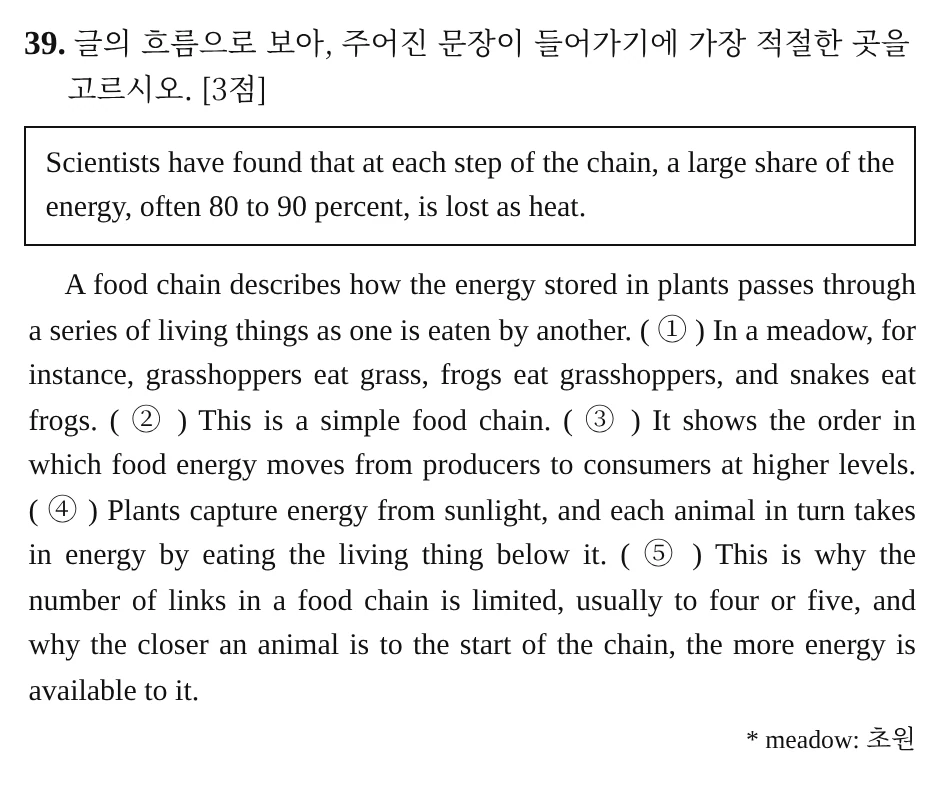 39. 글의 흐름으로 보아, 주어진 문장이 들어가기에 가장 적절한 곳을
고르시오. [3점]
Scientists have found that at each step of the chain, a large share of the
energy, often 80 to 90 percent, is lost as heat.
A food chain describes how the energy stored in plants passes through
a series of living things as one is eaten by another. ( ① ) In a meadow, for
instance, grasshoppers eat grass, frogs eat grasshoppers, and snakes eat
frogs. ( ② ) This is a simple food chain. ( ③ ) It shows the order in
which food energy moves from producers to consumers at higher levels.
( ④ ) Plants capture energy from sunlight, and each animal in turn takes
in energy by eating the living thing below it. ( ⑤ ) This is why the
number of links in a food chain is limited, usually to four or five, and
why the closer an animal is to the start of the chain, the more energy is
available to it.
* meadow: 초원